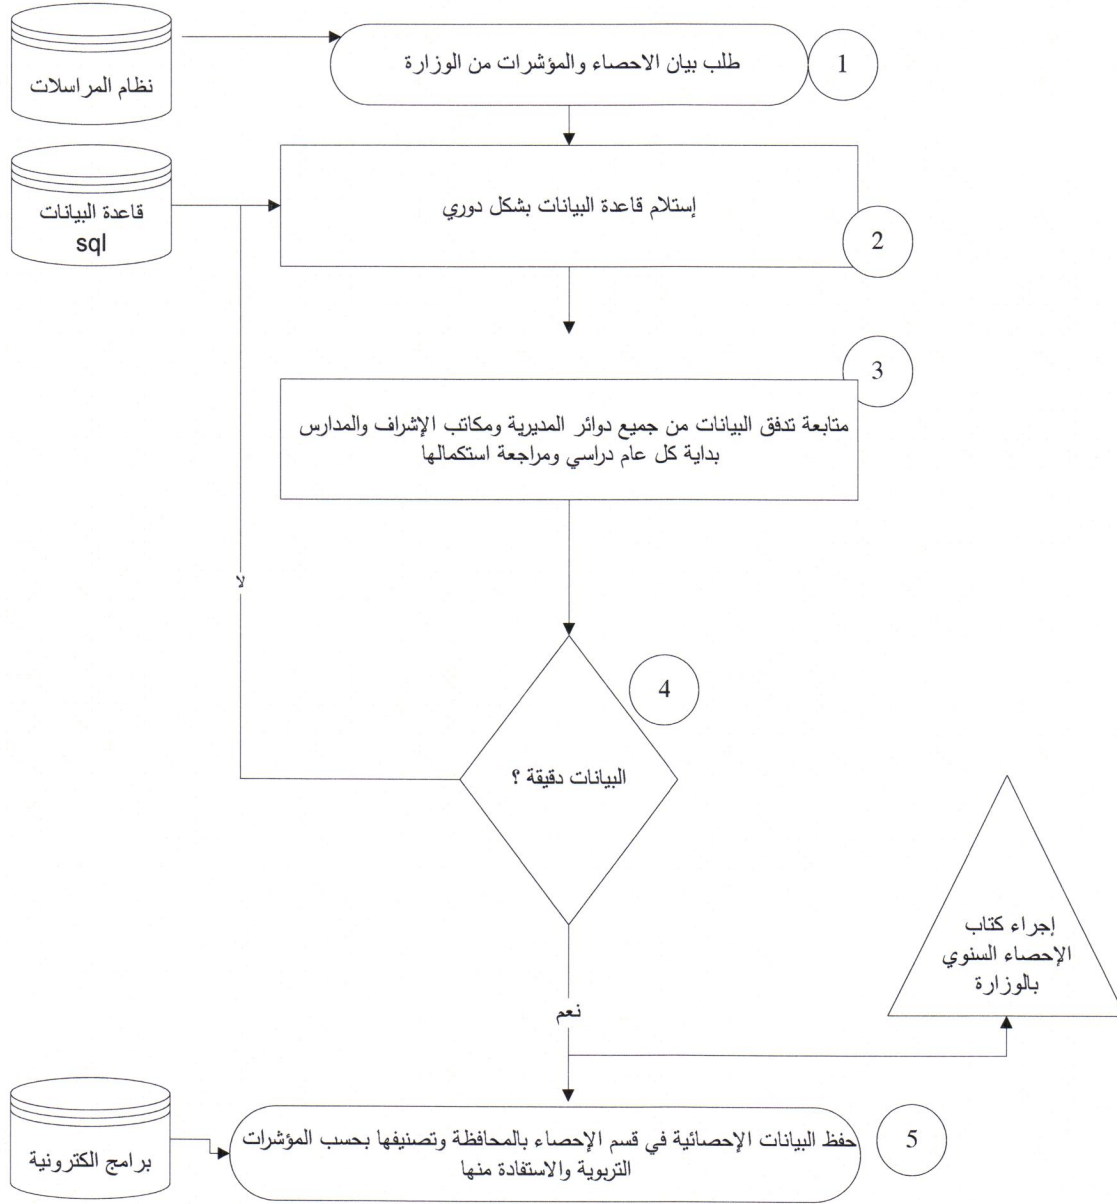 نظام المراسلات
طلب بيان الاحصاء والمؤشرات من الوزارة
1
قاعدة البيانات
sql
إستلام قاعدة البيانات بشكل دوري
2
3
متابعة تدفق البيانات من جميع دوائر المديرية ومكاتب الإشراف والمدارس
بداية كل عام دراسي ومراجعة استكمالها
لا
4
البيانات دقيقة ؟
إجراء كتاب
الإحصاء السنوي
بالوزارة
نعم
برامج الكترونية
حفظ البيانات الإحصائية في قسم الإحصاء بالمحافظة وتصنيفها بحسب المؤشرات
التربوية والاستفادة منها
5